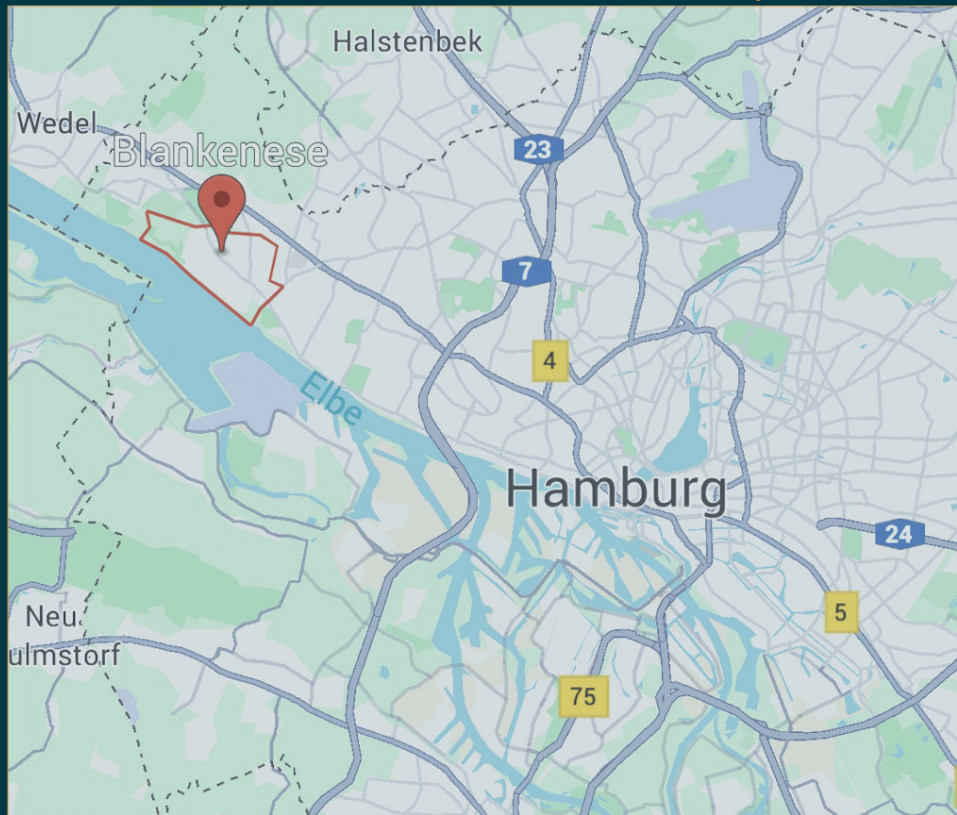 Halstenbek
Wedel
Blankenese
23
7
4
Elbe
Hamburg
24
5
Neu
ulmstorf
75